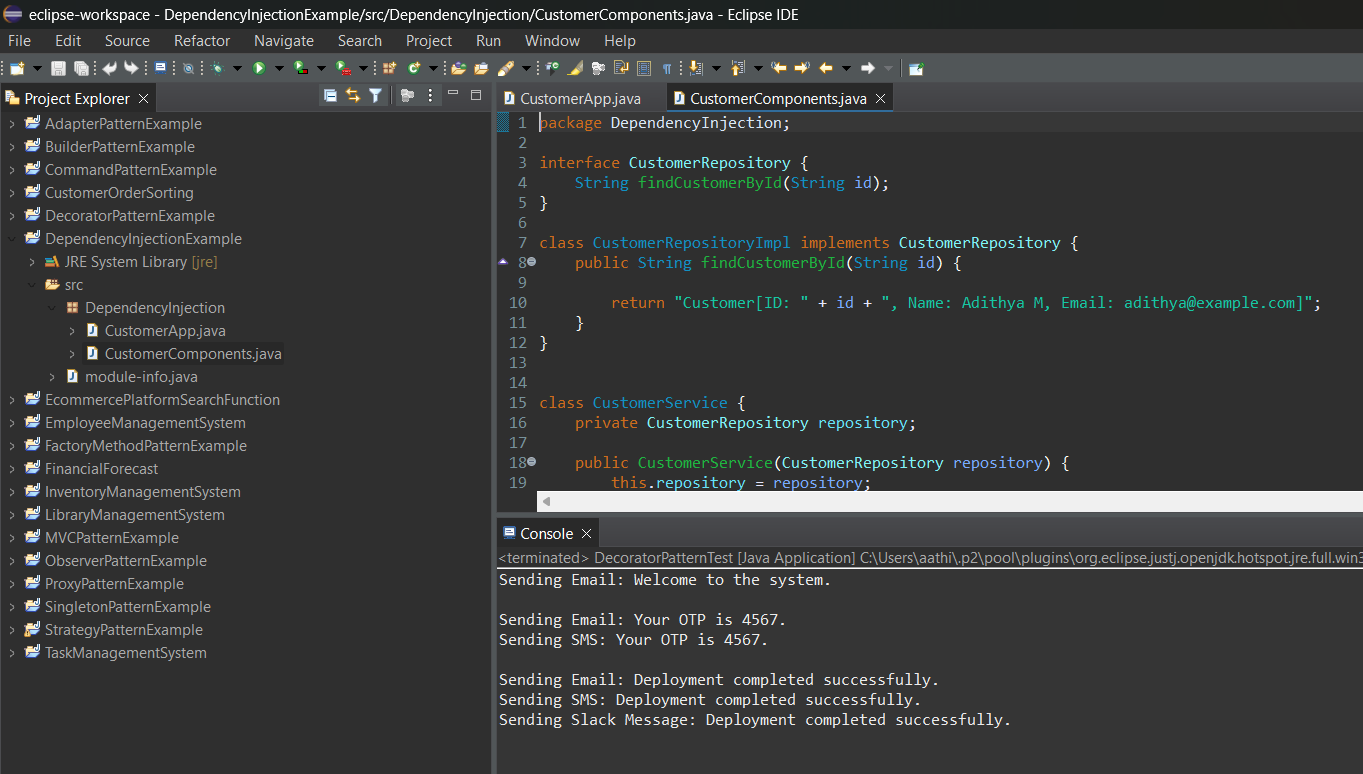 eclipse-workspace - DependencyInjectionExample/src/DependencyInjection/CustomerComponents.java - Eclipse IDE
File Edit Source Refactor Navigate Search Project Run Window Help
Project Explorer
AdapterPatternExample
BuilderPatternExample
CommandPatternExample
CustomerOrderSorting
DecoratorPatternExample
DependencyInjectionExample
JRE System Library [jre]
src
DependencyInjection
CustomerApp.java
CustomerComponents.java
module-info.java
EcommercePlatformSearchFunction
EmployeeManagementSystem
FactoryMethodPatternExample
FinancialForecast
InventoryManagementSystem
LibraryManagementSystem
MVCPatternExample
ObserverPatternExample
ProxyPatternExample
SingletonPatternExample
StrategyPatternExample
TaskManagementSystem
CustomerApp.java CustomerComponents.java
1 package DependencyInjection;
2
3 interface CustomerRepository {
4 String findCustomerById(String id);
5 }
6
7 class CustomerRepositoryImpl implements CustomerRepository {
8 public String findCustomerById(String id) {
9
10 return "Customer[ID: " + id + ", Name: Adithya M, Email: adithya@example.com]";
11 }
12 }
13
14
15 class CustomerService {
16 private CustomerRepository repository;
17
18 public CustomerService(CustomerRepository repository) {
19 this.repository = repository;
Console
<terminated> DecoratorPatternTest [Java Application] C:\Users\aathi\.p2\pool\plugins\org.eclipse.justj.openjdk.hotspot.jre.full.win3
Sending Email: Welcome to the system.
Sending Email: Your OTP is 4567.
Sending SMS: Your OTP is 4567.
Sending Email: Deployment completed successfully.
Sending SMS: Deployment completed successfully.
Sending Slack Message: Deployment completed successfully.